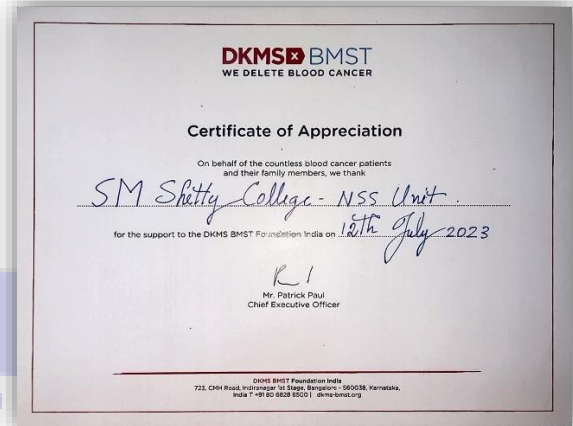 DKMS BMST
WE DELETE BLOOD CANCER
Certificate of Appreciation
On behalf of the countless blood cancer patients
and their family members, we thank
SM Shetty College - NSS Unit.
for the support to the DKMS BMST Foundation India on 12th July 2023
Mr. Patrick Paul
Chief Executive Officer
DKMS BMST Foundation India
723, CMH Road, Indiranagar 1st Stage, Bangalore - 560038, Karnataka,
India T +91 80 6828 6500 | dkms-bmst.org